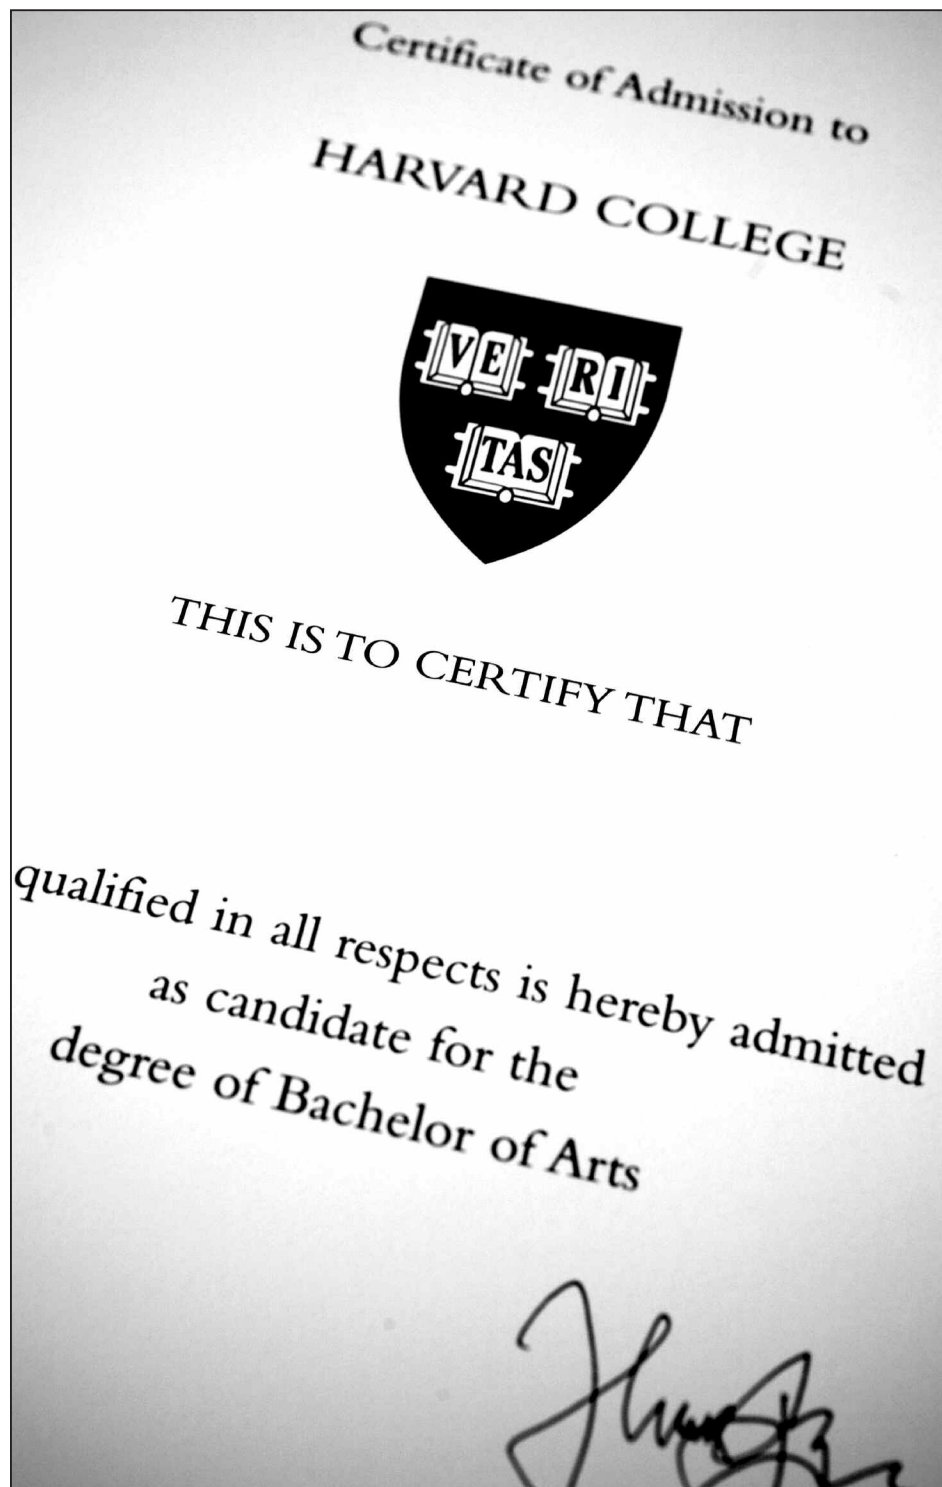 Certificate of Admission to
HARVARD COLLEGE
VE RI
TAS
THIS IS TO CERTIFY THAT
qualified in all respects is hereby admitted
as candidate for the
degree of Bachelor of Arts